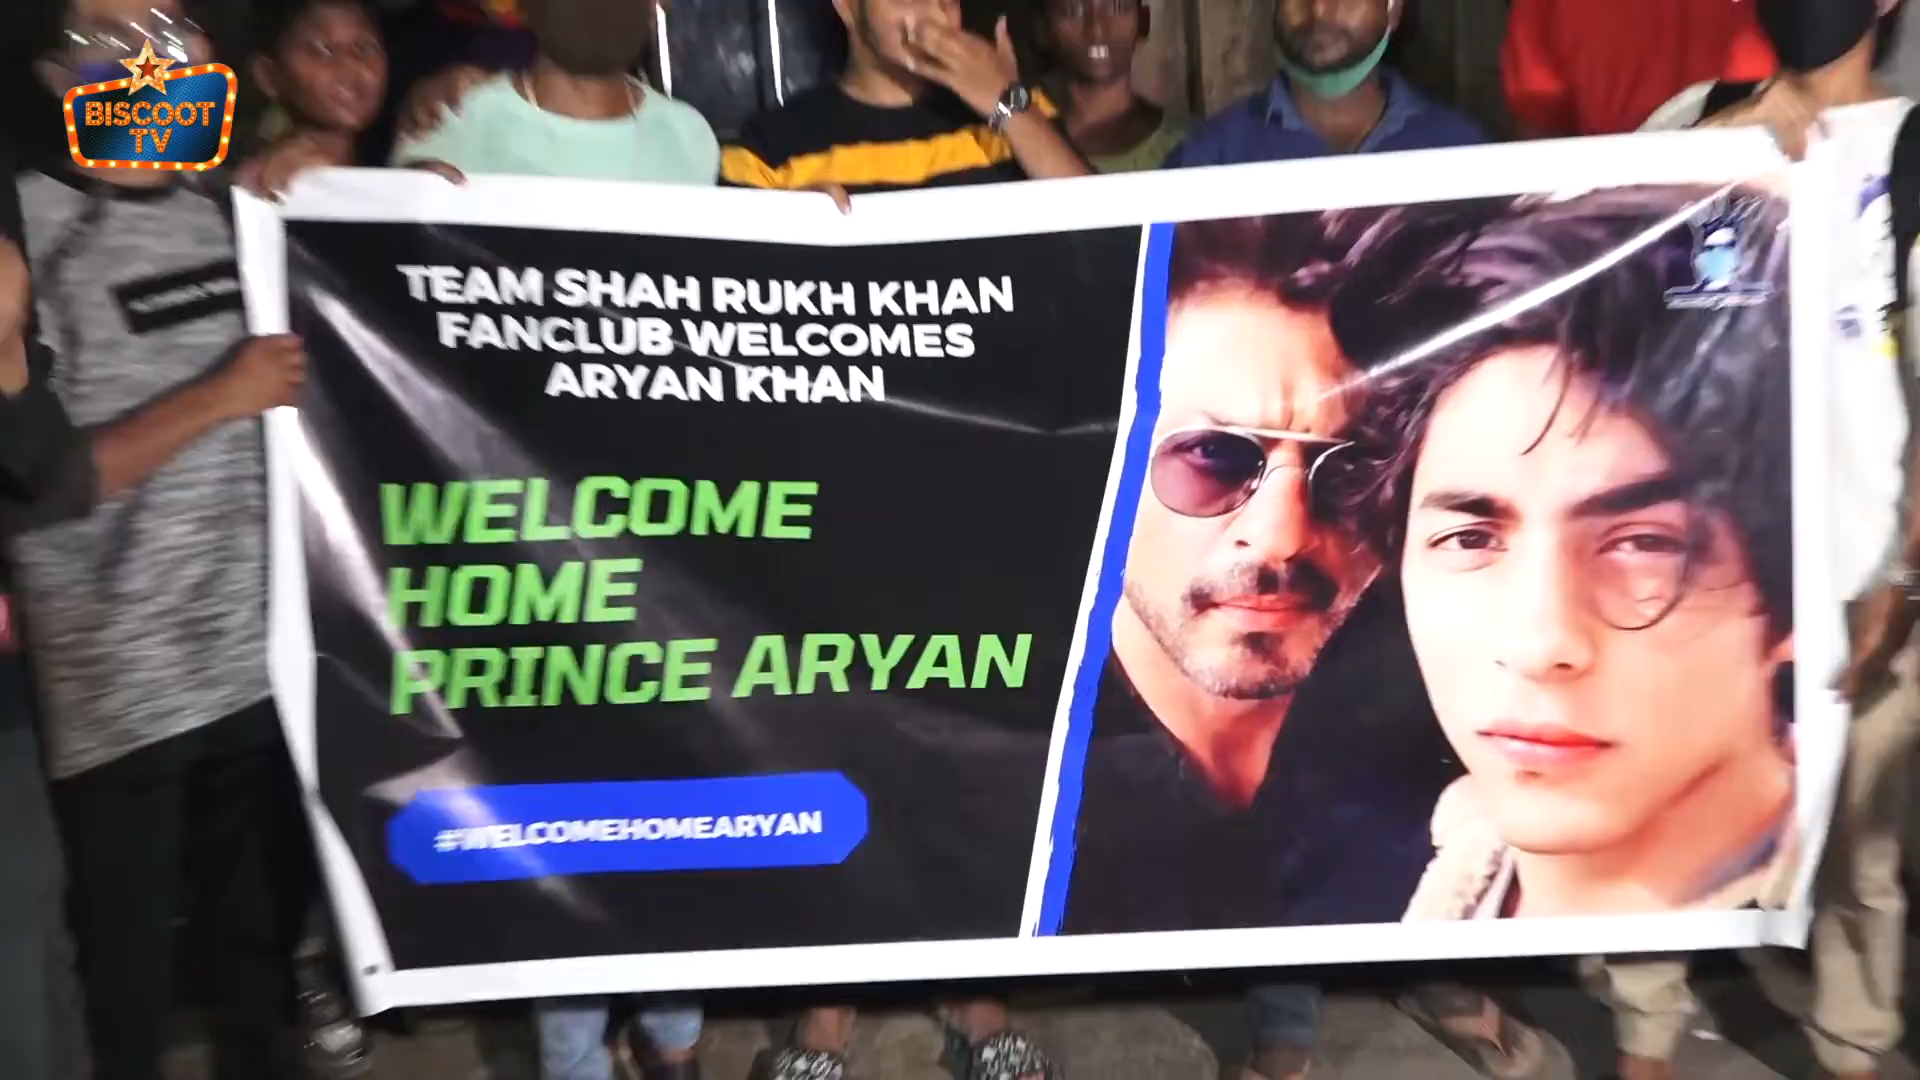 BISCOOT
TV
TEAM SHAH RUKH KHAN
FANCLUB WELCOMES
ARYAN KHAN
WELCOME
HOME
PRINCE ARYAN
#WELCOMEHOMEARYAN